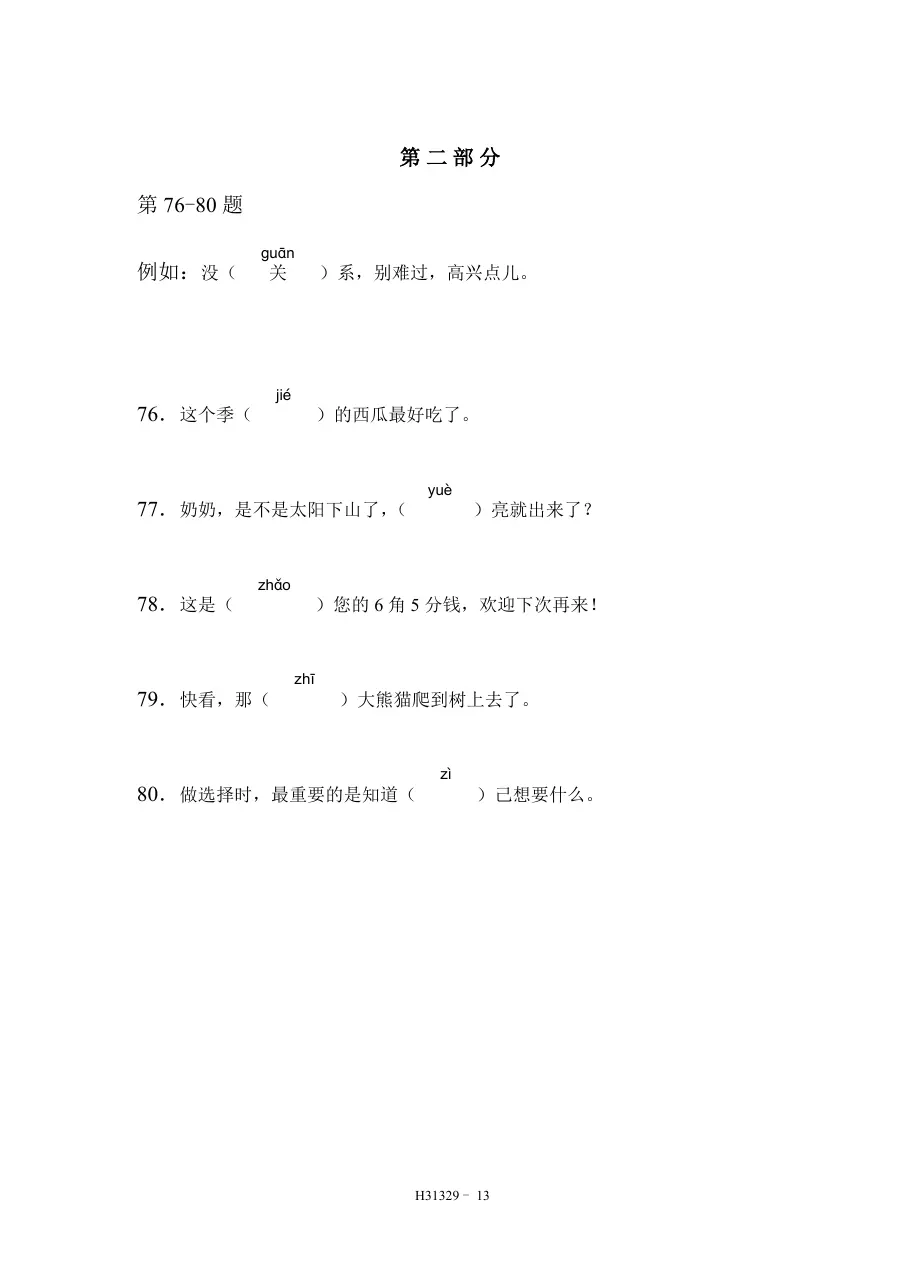 第二部分
第 76-80 题
guān
例如：没（ 关 ）系，别难过，高兴点儿。
jié
76．这个季（ ）的西瓜最好吃了。
yuè
77．奶奶，是不是太阳下山了，（ ）亮就出来了？
zhǎo
78．这是（ ）您的 6 角 5 分钱，欢迎下次再来！
zhī
79．快看，那（ ）大熊猫爬到树上去了。
zì
80．做选择时，最重要的是知道（ ）己想要什么。
H31329 - 13